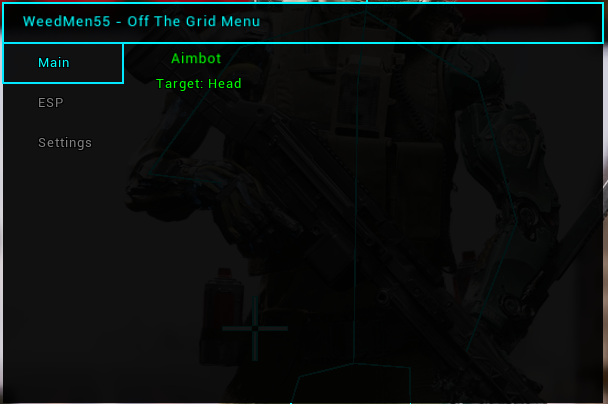 WeedMen55 - Off The Grid Menu
Main
Aimbot
Target: Head
ESP
Settings